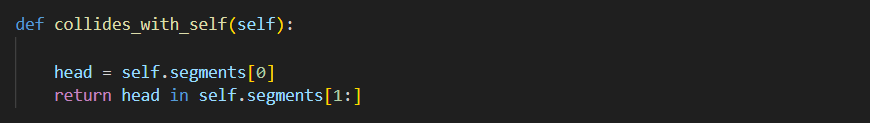 def collides_with_self(self):
    head = self.segments[0]
    return head in self.segments[1:]